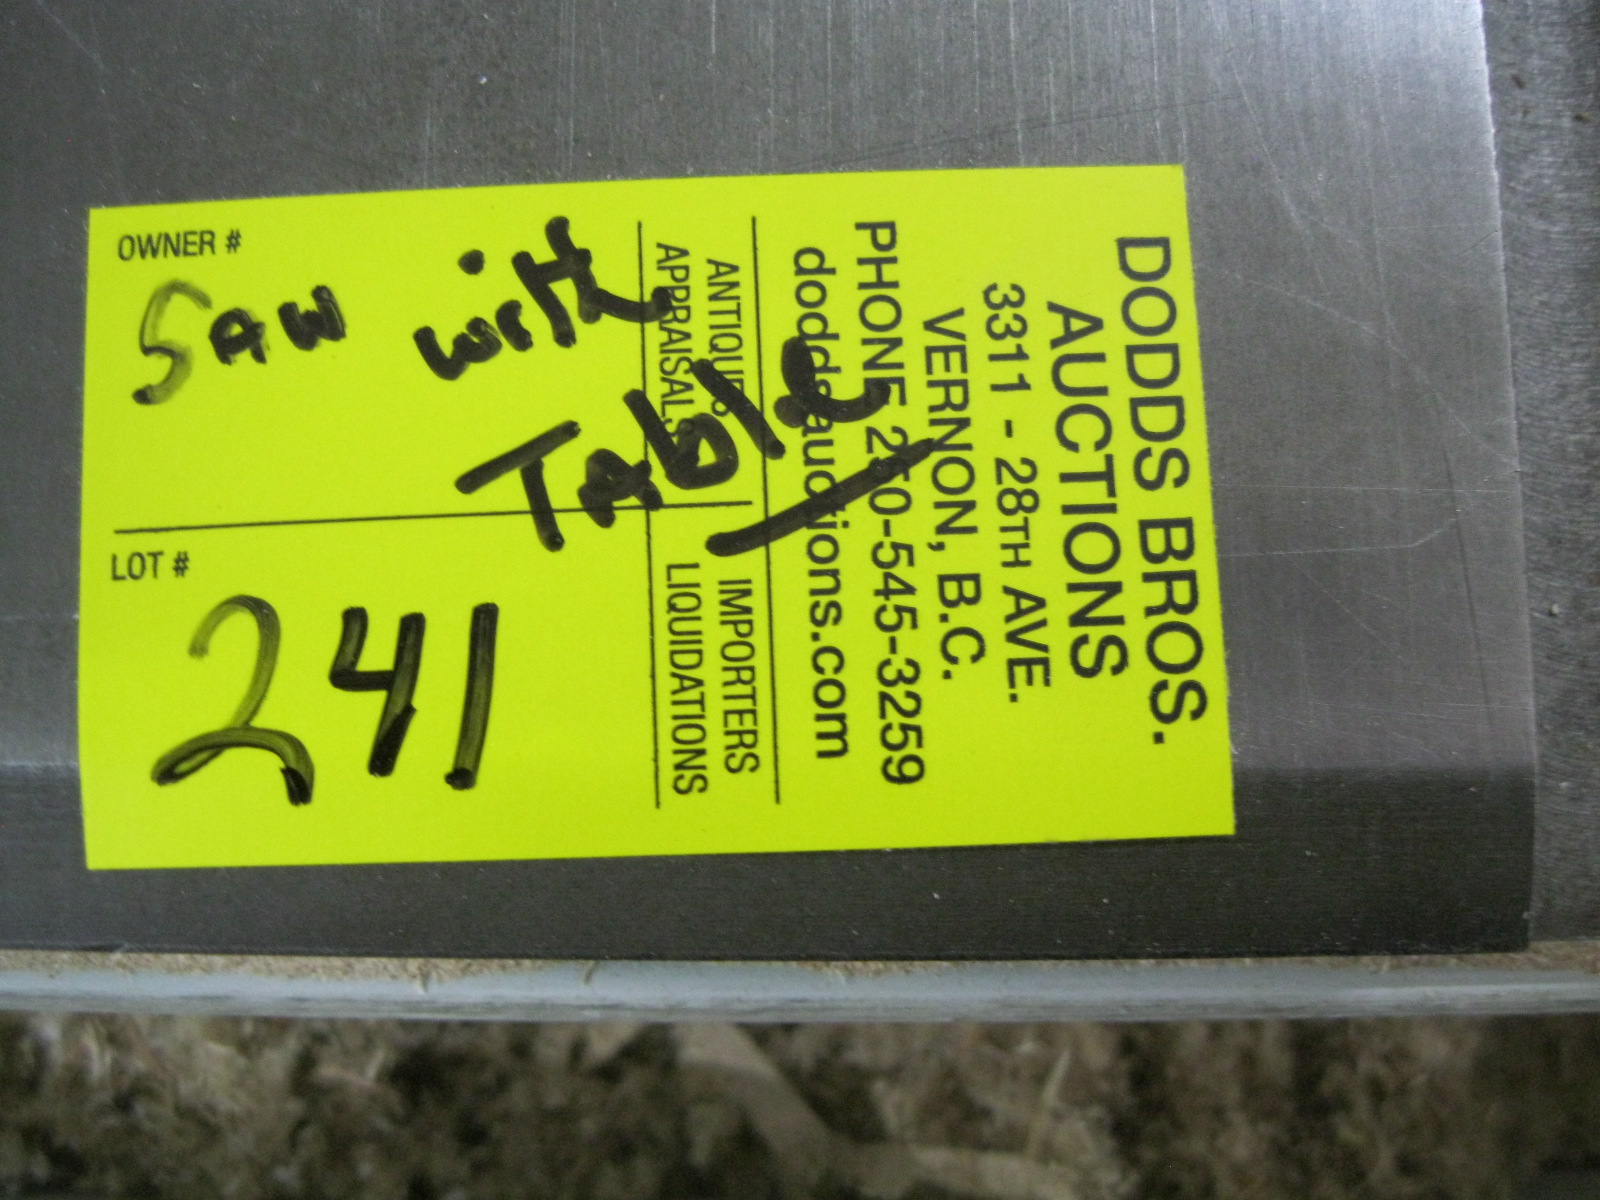 DODDS BROS.
AUCTIONS
3311 - 28TH AVE.
VERNON, B.C.
PHONE 250-545-3259
doddsauctions.com
ANTIQUES | IMPORTERS
APPRAISALS LIQUIDATIONS
OWNER #
Saw with
Table
LOT #
241